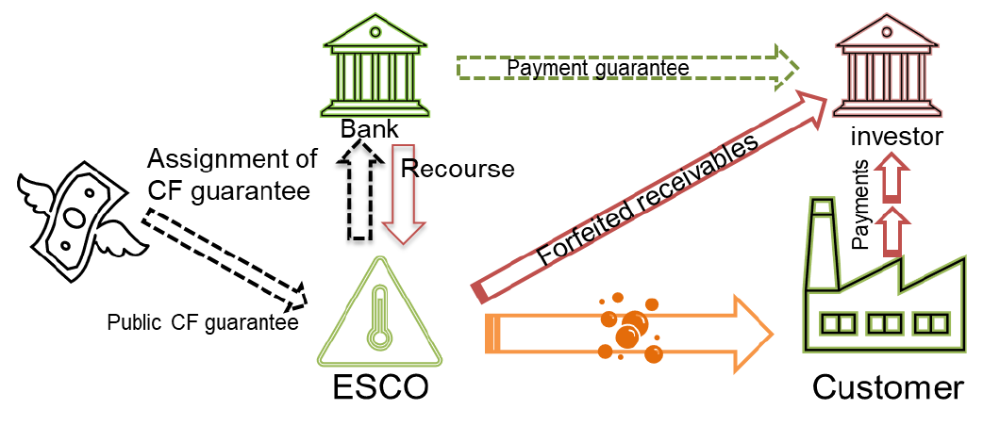 Payment guarantee
Bank
investor
Assignment of
CF guarantee
Recourse
Forfeited receivables
Payments
Public CF guarantee
ESCO
Customer